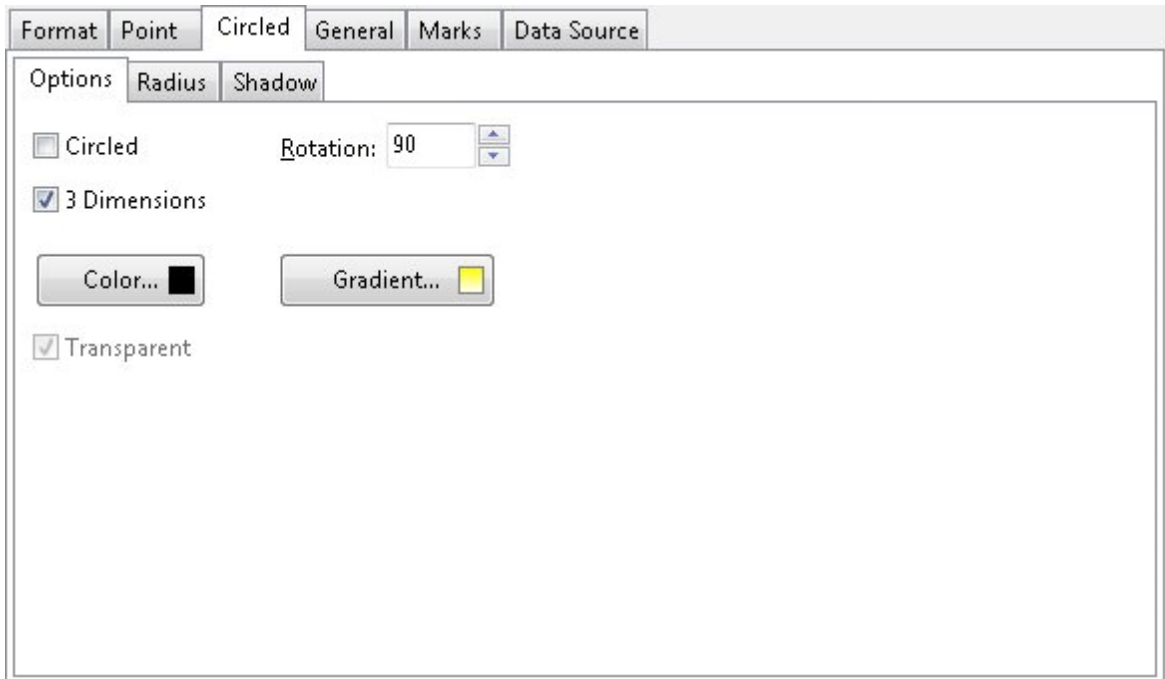 Format Point Circled General Marks Data Source
Options Radius Shadow
Circled Rotation: 90
3 Dimensions
Color... Gradient...
Transparent